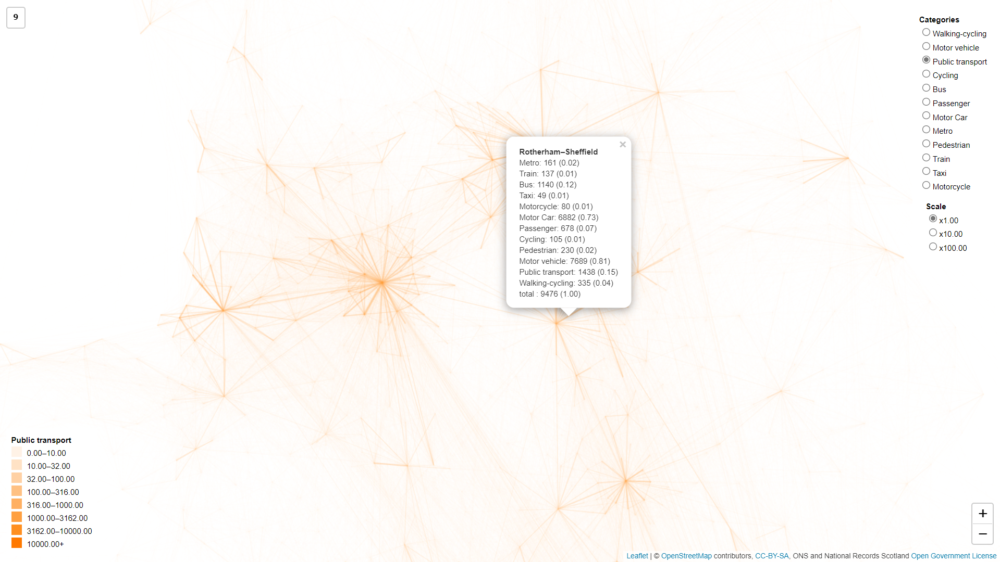 9
Rotherham–Sheffield
Metro: 161 (0.02)
Train: 137 (0.01)
Bus: 1140 (0.12)
Taxi: 49 (0.01)
Motorcycle: 80 (0.01)
Motor Car: 6882 (0.73)
Passenger: 678 (0.07)
Cycling: 105 (0.01)
Pedestrian: 230 (0.02)
Motor vehicle: 7689 (0.81)
Public transport: 1438 (0.15)
Walking-cycling: 335 (0.04)
total : 9476 (1.00)
×
Categories
Walking-cycling
Motor vehicle
Public transport
Cycling
Bus
Passenger
Motor Car
Metro
Pedestrian
Train
Taxi
Motorcycle
Scale
x1.00
x10.00
x100.00
Public transport
0.00–10.00
10.00–32.00
32.00–100.00
100.00–316.00
316.00–1000.00
1000.00–3162.00
3162.00–10000.00
10000.00+
+
−
Leaflet | © OpenStreetMap contributors, CC-BY-SA, ONS and National Records Scotland Open Government License